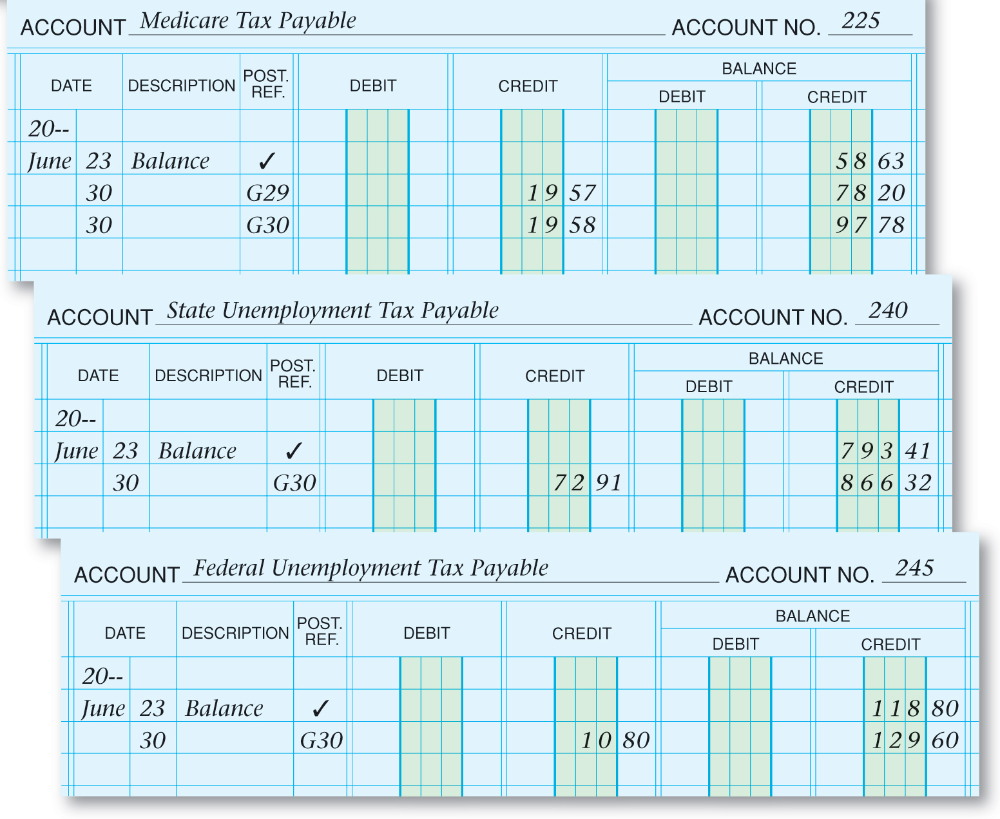 ACCOUNT Medicare Tax Payable ACCOUNT NO. 225
DATE DESCRIPTION POST. REF. DEBIT CREDIT BALANCE
DEBIT CREDIT
20--
June 23 Balance ✓ 58 63
30 G29 19 57 78 20
30 G30 19 58 97 78
ACCOUNT State Unemployment Tax Payable ACCOUNT NO. 240
DATE DESCRIPTION POST. REF. DEBIT CREDIT BALANCE
DEBIT CREDIT
20--
June 23 Balance ✓ 793 41
30 G30 72 91 866 32
ACCOUNT Federal Unemployment Tax Payable ACCOUNT NO. 245
DATE DESCRIPTION POST. REF. DEBIT CREDIT BALANCE
DEBIT CREDIT
20--
June 23 Balance ✓ 118 80
30 G30 10 80 129 60